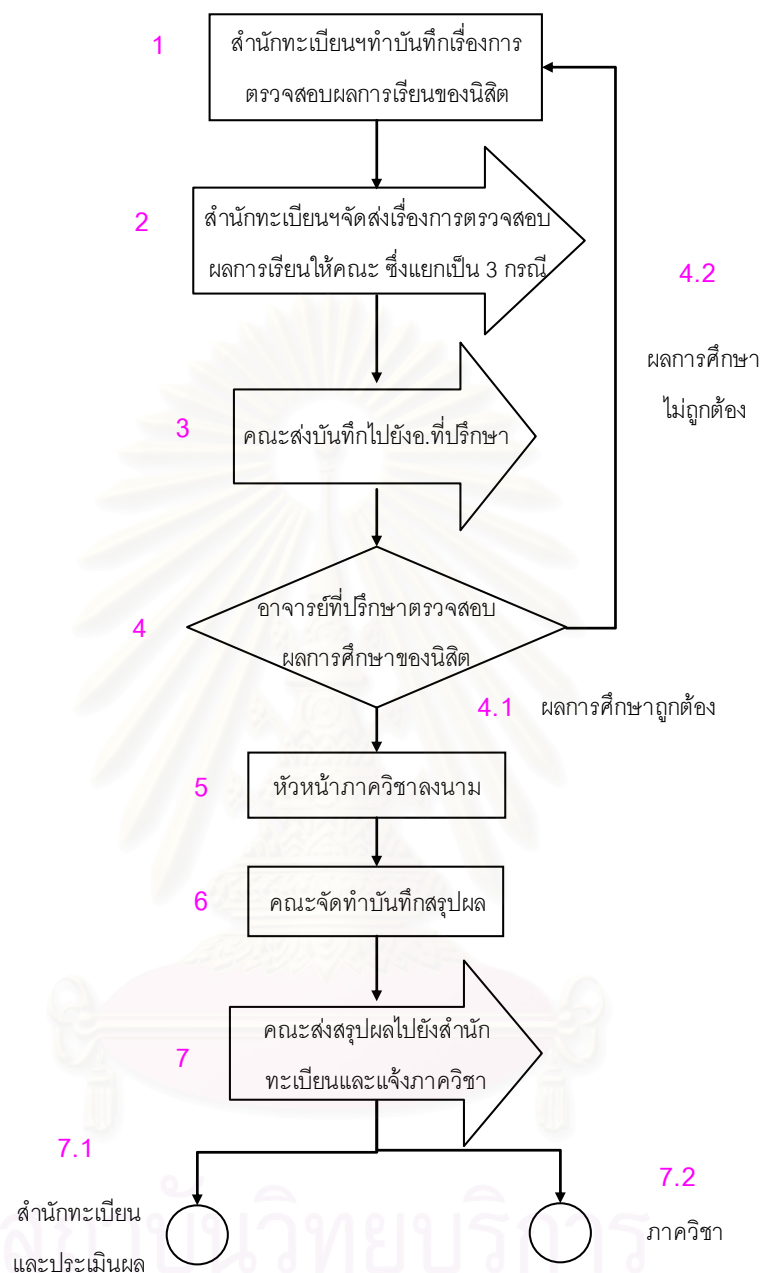 1
สำนักทะเบียนฯทำบันทึกเรื่องการ
ตรวจสอบผลการเรียนของนิสิต
2
สำนักทะเบียนฯจัดส่งเรื่องการตรวจสอบ
ผลการเรียนให้คณะ ซึ่งแยกเป็น 3 กรณี
4.2
ผลการศึกษา
ไม่ถูกต้อง
3
คณะส่งบันทึกไปยังอ.ที่ปรึกษา
4
อาจารย์ที่ปรึกษาตรวจสอบ
ผลการศึกษาของนิสิต
4.1 ผลการศึกษาถูกต้อง
5
หัวหน้าภาควิชาลงนาม
6
คณะจัดทำบันทึกสรุปผล
7
คณะส่งสรุปผลไปยังสำนัก
ทะเบียนและแจ้งภาควิชา
7.1
สำนักทะเบียน
และประเมินผล
7.2
ภาควิชา
สถาบันวิทยบริการ